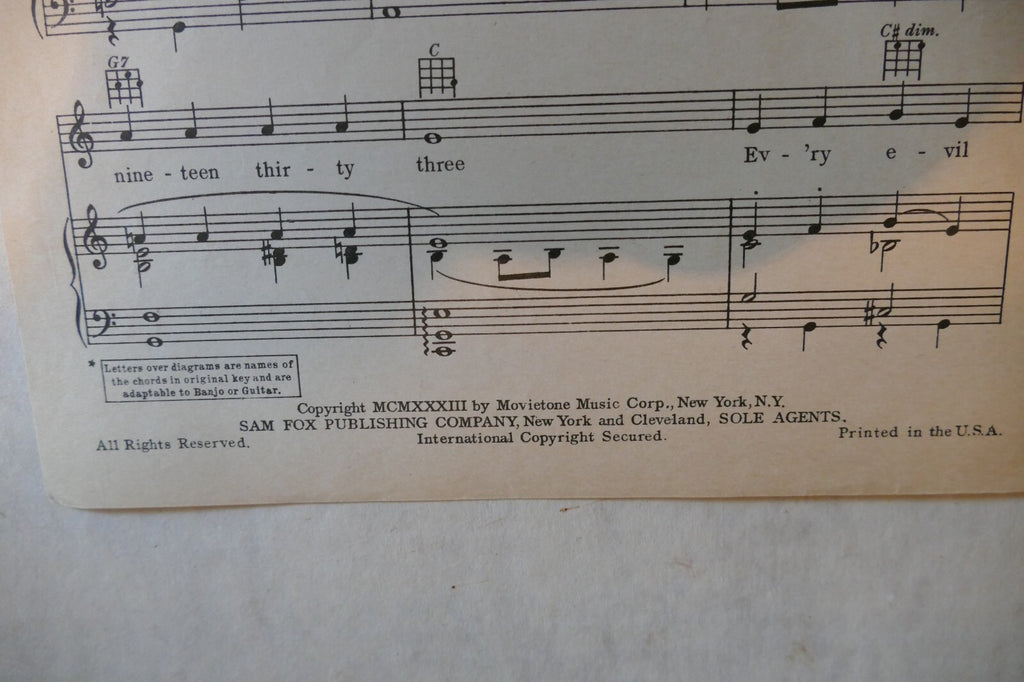 G7 C C# dim.
nine - teen thir - ty three Ev - 'ry e - vil
* Letters over diagrams are names of
the chords in original key and are
adaptable to Banjo or Guitar.
Copyright MCMXXXIII by Movietone Music Corp., New York, N.Y.
SAM FOX PUBLISHING COMPANY, New York and Cleveland, SOLE AGENTS.
All Rights Reserved. International Copyright Secured. Printed in the U.S.A.